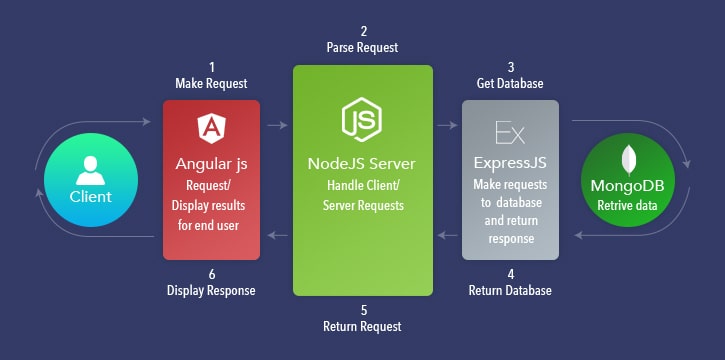 2
Parse Request
1
Make Request
3
Get Database
JS
Ex
Client
Angular js
Request/
Display results
for end user
NodeJS Server
Handle Client/
Server Requests
ExpressJS
Make requests
to database
and return
response
MongoDB
Retrive data
6
Display Response
4
Return Database
5
Return Request